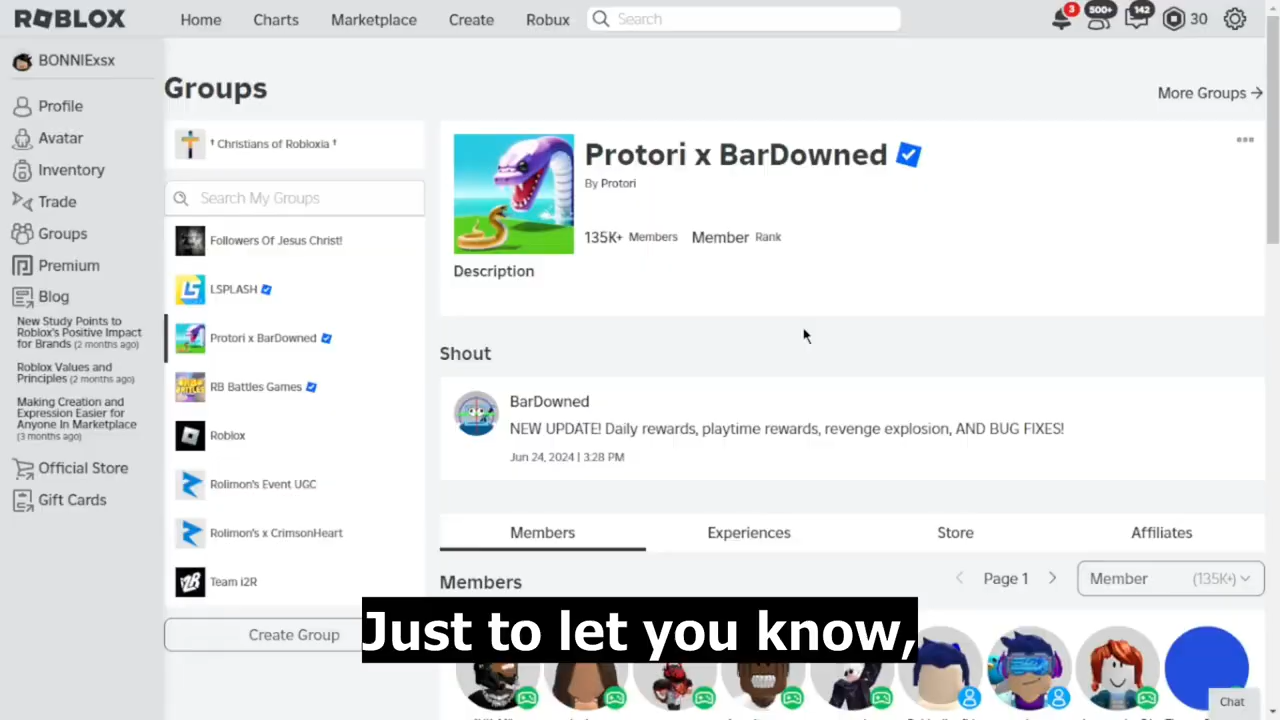 ROBLOX
Home
Charts
Marketplace
Create
Robux
Search
3
500+
142
30
BONNIExsx
Profile
Avatar
Inventory
Trade
Groups
Premium
Blog
New Study Points to
Roblox's Positive Impact
for Brands (2 months ago)
Roblox Values and
Principles (2 months ago)
Making Creation and
Expression Easier for
Anyone In Marketplace
(3 months ago)
Official Store
Gift Cards
Groups
More Groups →
† Christians of Robloxia †
Search My Groups
Followers Of Jesus Christ!
LSPLASH
Protori x BarDowned
RB Battles Games
Roblox
Rolimon's Event UGC
Rolimon's x CrimsonHeart
Team i2R
Create Group
Protori x BarDowned
By Protori
135K+ Members Member Rank
Description
Shout
BarDowned
NEW UPDATE! Daily rewards, playtime rewards, revenge explosion, AND BUG FIXES!
Jun 24, 2024 | 3:28 PM
Members
Experiences
Store
Affiliates
Members
Page 1
Member (135K+)
Just to let you know,
Chat